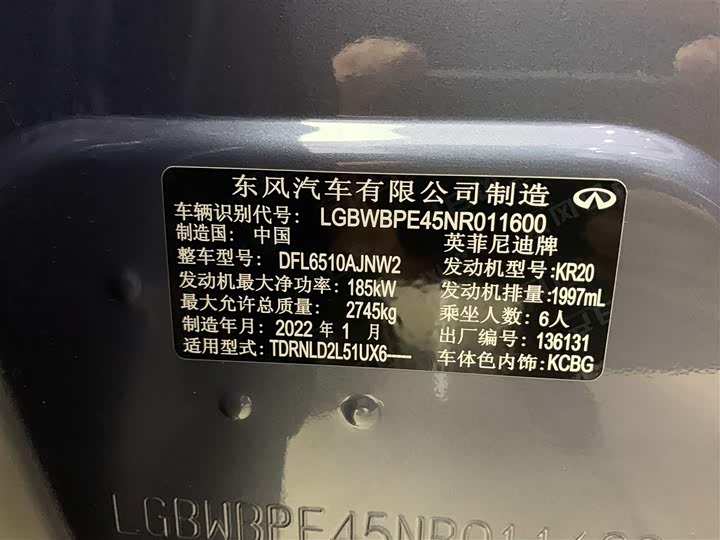 东风汽车有限公司制造
车辆识别代号: LGBWBPE45NR011600
制造国: 中国 英菲尼迪牌
整车型号: DFL6510AJNW2 发动机型号:KR20
发动机最大净功率: 185kW 发动机排量:1997mL
最大允许总质量: 2745kg 乘坐人数: 6人
制造年月: 2022 年 1 月 出厂编号: 136131
适用型式: TDRNLD2L51UX6----- 车体色内饰:KCBG
LGBWBPE45NR011600